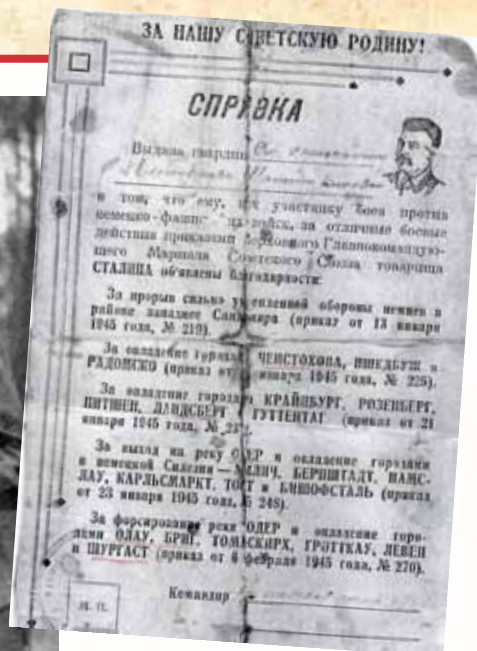 ЗА НАШУ СОВЕТСКУЮ РОДИНУ!
СПРАВКА
Выдана гвардии
в том, что ему, участнику боев против
немецко- войск, за отличные боевые
действия приказами Верховного Главнокомандую-
щего Маршала Советского Союза товарища
СТАЛИНА объявлены благодарности:
За прорыв сильно укрепленной обороны немцев в
районе западнее Сандомира (приказ от 13 января
1945 года, № 219).
За овладение городами ЧЕНСТОХОВА, ПШЕДБУЖ и
РАДОМСКО (приказ от января 1945 года, № 225).
За овладение городами КРАЙЦБУРГ, РОЗЕНБЕРГ,
ПИТШЕН, ЛАНДСБЕРГ ГУТТЕНТАГ (приказ от 21
января 1945 года, №
За выход на реку ОДЕР и овладение городами
в немецкой Силезии — МИЛИЧ, БЕРНШТАДТ, НАМС-
ЛАУ, КАРЛЬСМАРКТ, ТОСТ и БИШОФСТАЛЬ (приказ
от 23 января 1945 года, № 248).
За форсирование реки ОДЕР и овладение горо-
дами ОЛАУ, БРИГ, ТОМАСКИРХ, ГРОТТКАУ, ЛЕВЕН
и ШУРГАСТ (приказ от 6 февраля 1945 года, № 270).
Командир
М. П.